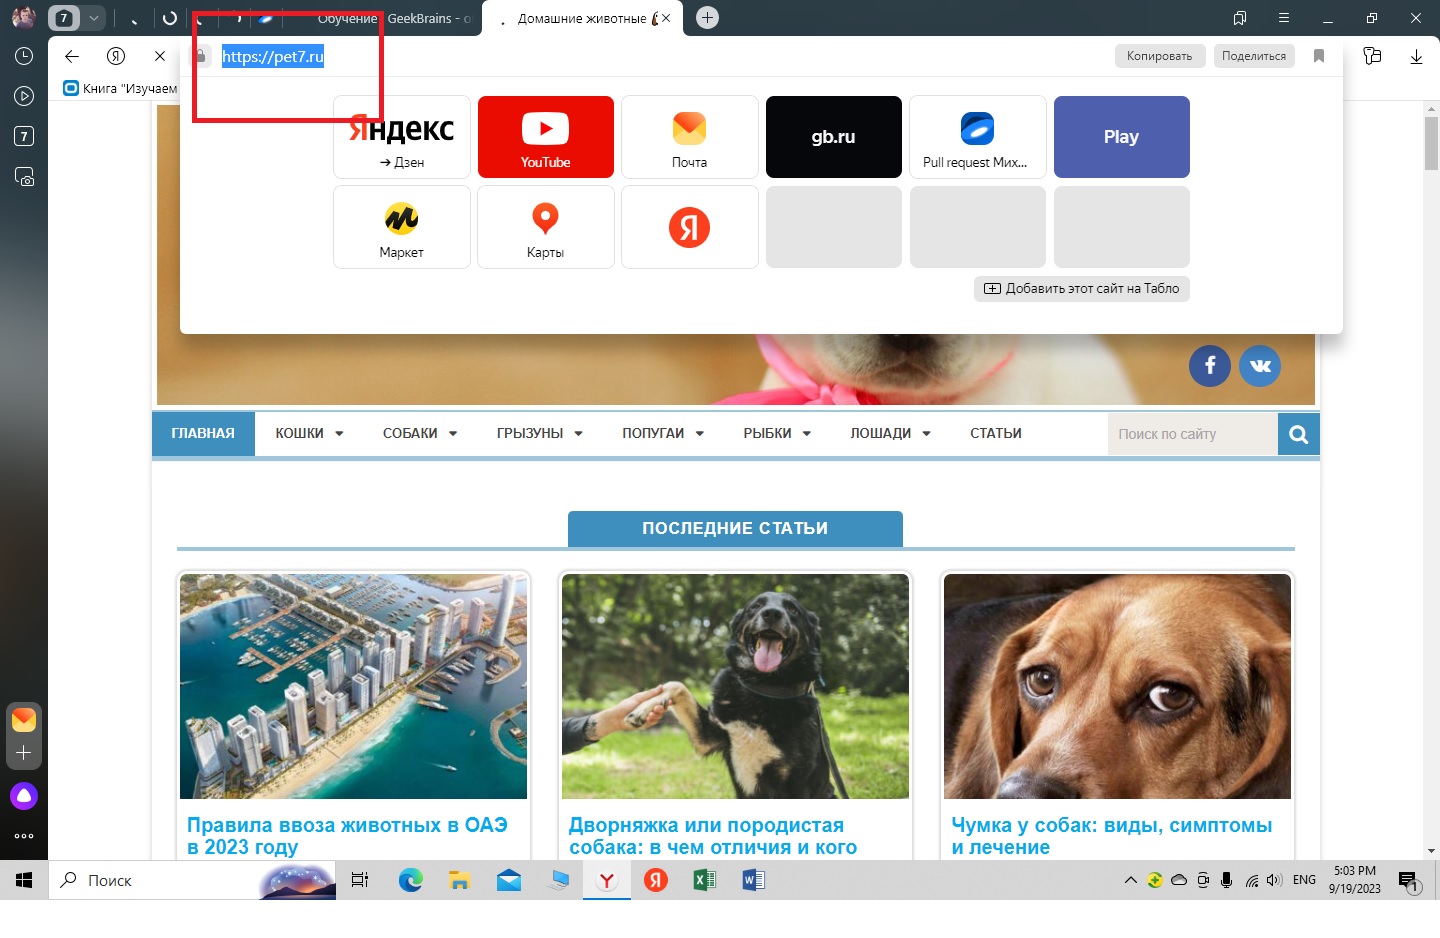 7
Обучение | GeekBrains - о
Домашние животные
https://pet7.ru
Копировать
Поделиться
Книга "Изучаем
7
Яндекс
Дзен
YouTube
Почта
gb.ru
Pull request Мих...
Play
Маркет
Карты
Я
Добавить этот сайт на Табло
ГЛАВНАЯ
КОШКИ
СОБАКИ
ГРЫЗУНЫ
ПОПУГАИ
РЫБКИ
ЛОШАДИ
СТАТЬИ
Поиск по сайту
ПОСЛЕДНИЕ СТАТЬИ
Правила ввоза животных в ОАЭ
в 2023 году
Дворняжка или породистая
собака: в чем отличия и кого
Чумка у собак: виды, симптомы
и лечение
Поиск
ENG
5:03 PM
9/19/2023
1